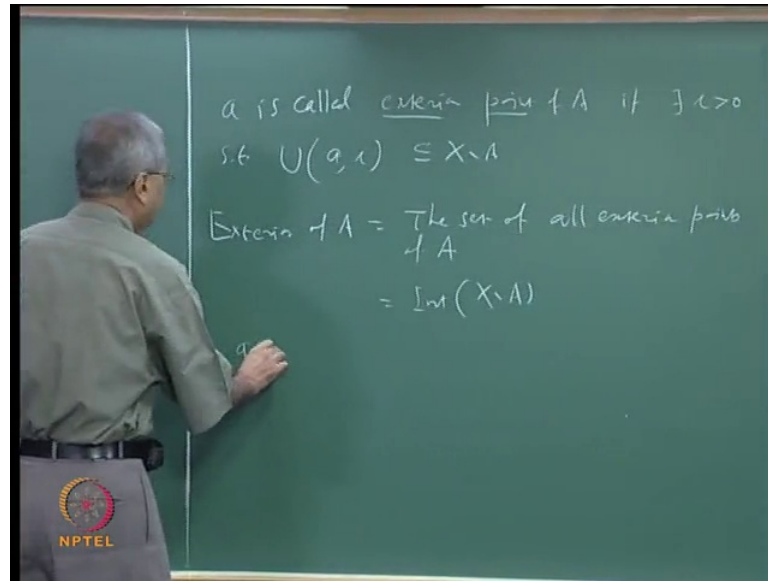 a is called exterior point of A if ∃ r>0
s.t U(a, r) ⊆ X∖A
Exterior of A = The set of all exterior points
of A
= Int(X∖A)
a
NPTEL